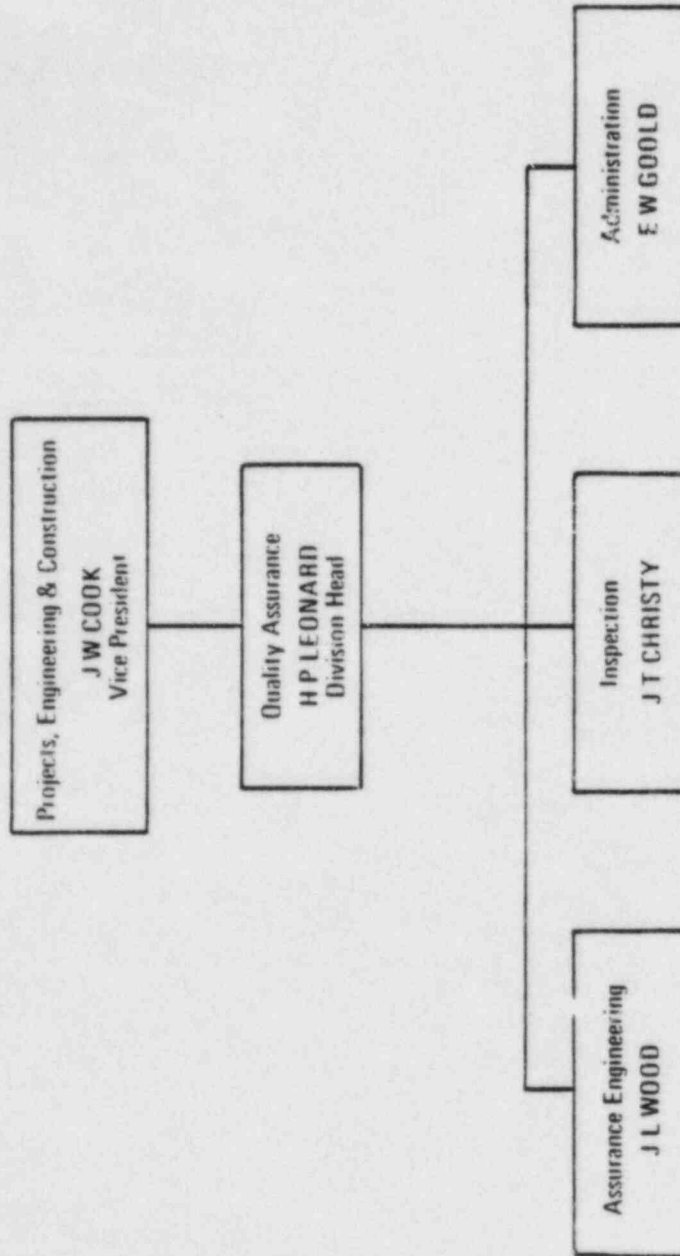 Projects, Engineering & Construction
J W COOK
Vice President
Quality Assurance
H P LEONARD
Division Head
Assurance Engineering
J L WOOD
Inspection
J T CHRISTY
Administration
E W GOOLD